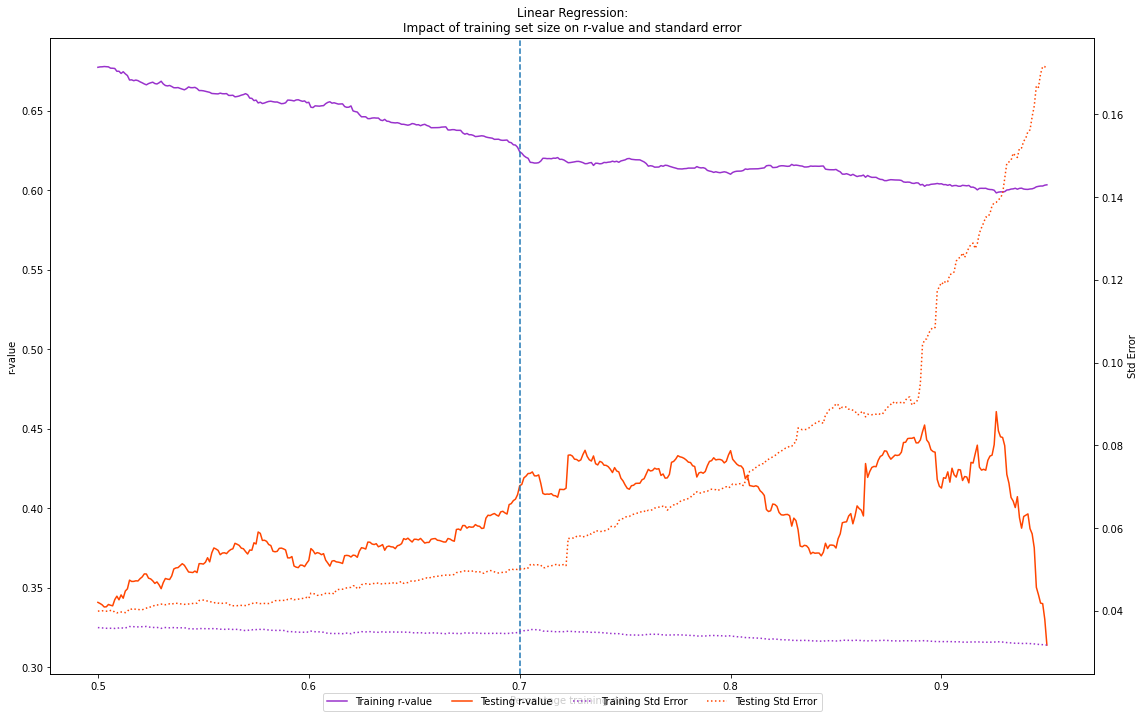 Linear Regression:
Impact of training set size on r-value and standard error
0.65
0.60
0.55
0.50
0.45
0.40
0.35
0.30
r-value
0.16
0.14
0.12
0.10
0.08
0.06
0.04
Std Error
0.5 0.6 0.7 0.8 0.9
Training r-value Testing r-value Training Std Error Testing Std Error